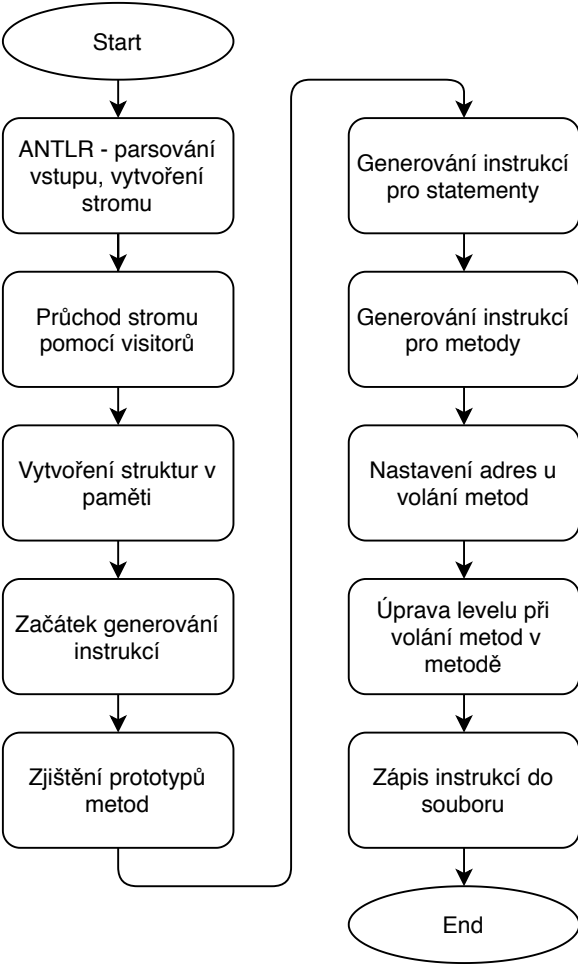 Start
ANTLR - parsování
vstupu, vytvoření
stromu
Průchod stromu
pomocí visitorů
Vytvoření struktur v
paměti
Začátek generování
instrukcí
Zjištění prototypů
metod
Generování instrukcí
pro statementy
Generování instrukcí
pro metody
Nastavení adres u
volání metod
Úprava levelu při
volání metod v
metodě
Zápis instrukcí do
souboru
End